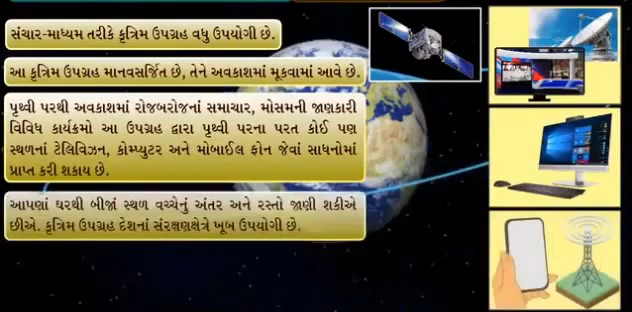 સંચાર-માધ્યમ તરીકે કૃત્રિમ ઉપગ્રહ વધુ ઉપયોગી છે.
આ કૃત્રિમ ઉપગ્રહ માનવસર્જિત છે, તેને અવકાશમાં મૂકવામાં આવે છે.
પૃથ્વી પરથી અવકાશમાં રોજબરોજનાં સમાચાર, મોસમની જાણકારી
વિવિધ કાર્યક્રમો આ ઉપગ્રહ દ્વારા પૃથ્વી પરના પરત કોઈ પણ
સ્થળનાં ટેલિવિઝન, કોમ્પ્યુટર અને મોબાઈલ ફોન જેવાં સાધનોમાં
પ્રાપ્ત કરી શકાય છે.
આપણાં ઘરથી બીજાં સ્થળ વચ્ચેનું અંતર અને રસ્તો જાણી શકીએ
છીએ. કૃત્રિમ ઉપગ્રહ દેશનાં સંરક્ષણક્ષેત્રે ખૂબ ઉપયોગી છે.